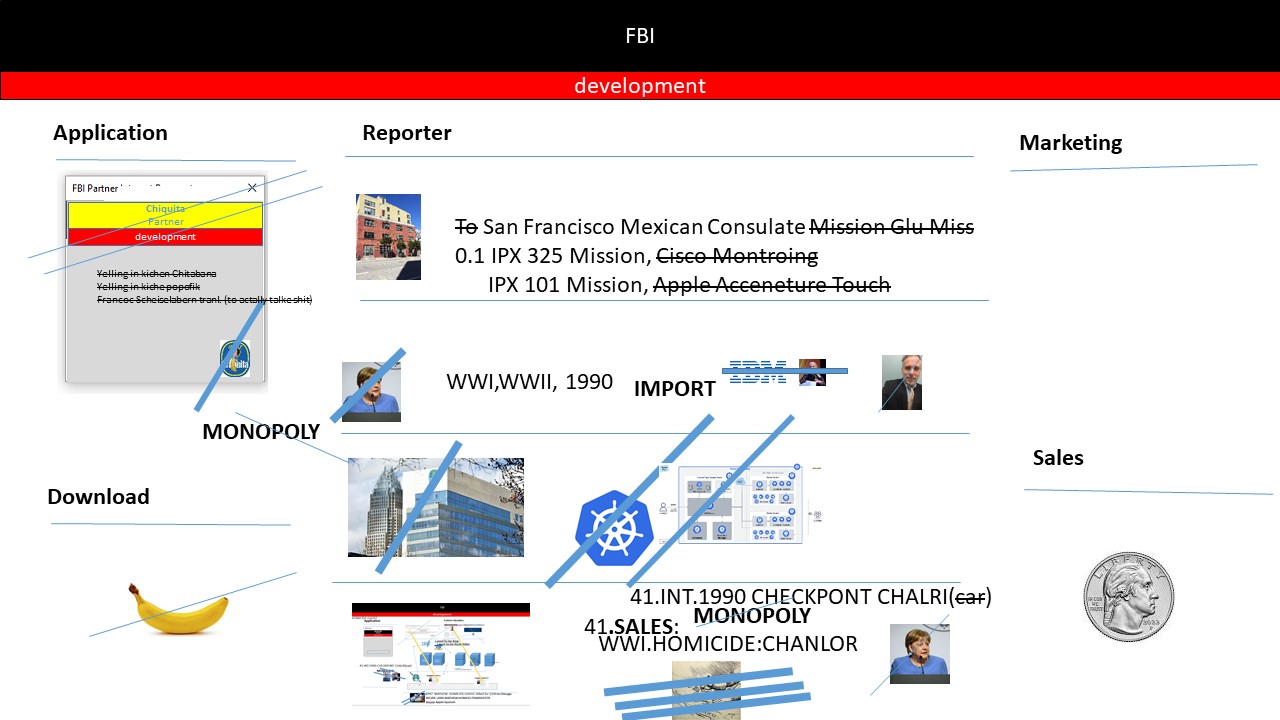 FBI
development
Application
Reporter
Marketing
FBI Partner
Chiquita
Partner
development
Yelling in kichen Chitabana
Yelling in kiche popofik
Francoc Scheiselabern tranl. (to actally talke shit)
To San Francisco Mexican Consulate Mission Glu Miss
0.1 IPX 325 Mission, Cisco Montroing
IPX 101 Mission, Apple Acceneture Touch
WWI,WWII, 1990
IMPORT
IBM
MONOPOLY
Download
Sales
41.INT.1990 CHECKPONT CHALRI(car)
MONOPOLY
41.SALES:
WWI.HOMICIDE:CHANLOR
LIBERTY